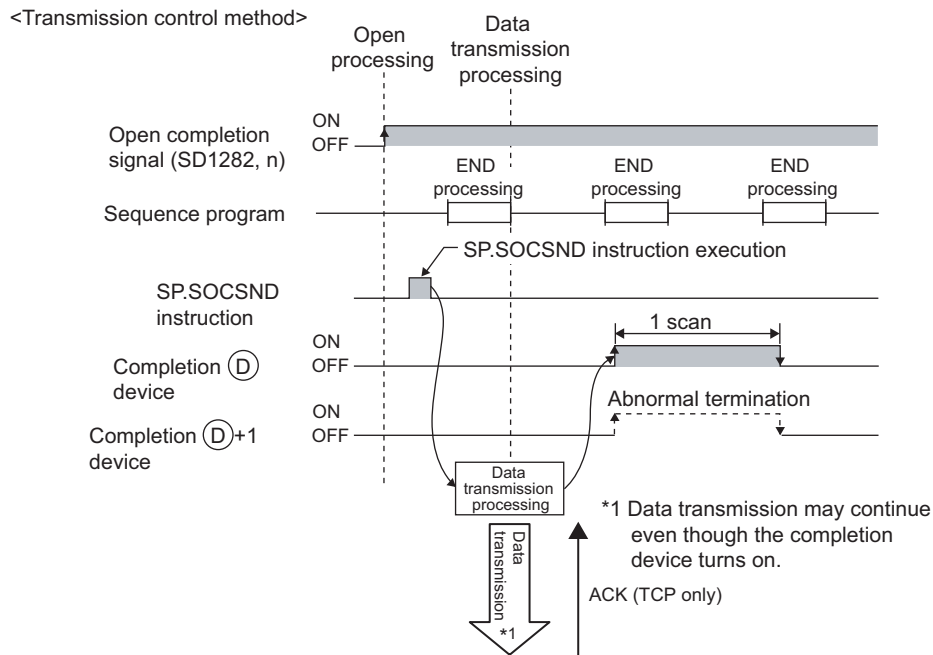 <Transmission control method>
Open
processing
Data
transmission
processing
Open completion
signal (SD1282, n)
ON
OFF
END
processing
END
processing
END
processing
Sequence program
SP.SOCSND instruction execution
SP.SOCSND
instruction
1 scan
ON
OFF
Completion D
device
Abnormal termination
ON
OFF
Completion D+1
device
Data
transmission
processing
*1 Data transmission may continue
even though the completion
device turns on.
Data
transmission
*1
ACK (TCP only)